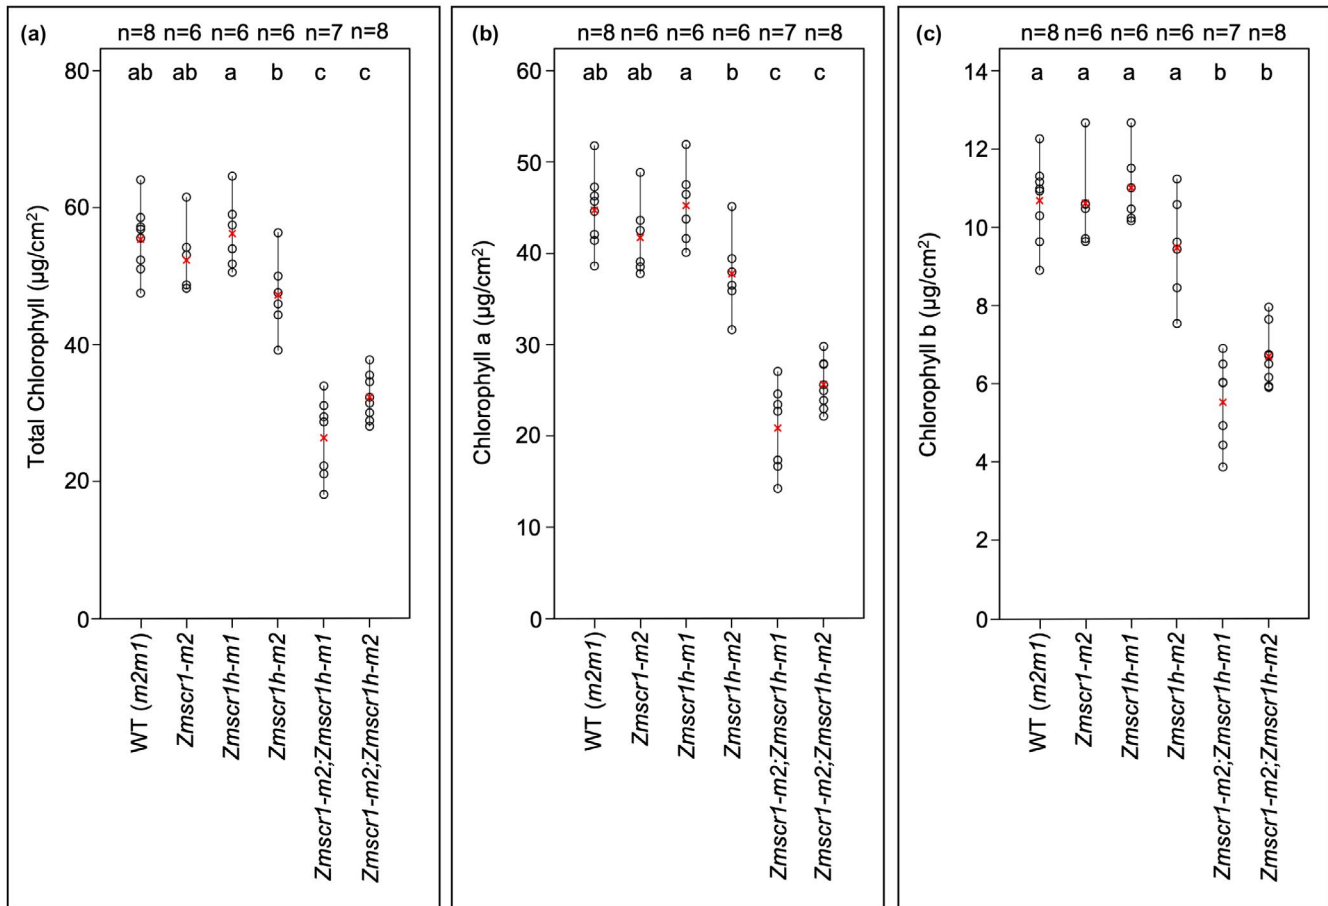 (a) n=8 n=6 n=6 n=6 n=7 n=8
ab ab a b c c
80
60
40
20
0
Total Chlorophyll (µg/cm²)
WT (m2m1)
Zmscr1-m2
Zmscr1h-m1
Zmscr1h-m2
Zmscr1-m2;Zmscr1h-m1
Zmscr1-m2;Zmscr1h-m2
(b) n=8 n=6 n=6 n=6 n=7 n=8
ab ab a b c c
60
50
40
30
20
10
0
Chlorophyll a (µg/cm²)
WT (m2m1)
Zmscr1-m2
Zmscr1h-m1
Zmscr1h-m2
Zmscr1-m2;Zmscr1h-m1
Zmscr1-m2;Zmscr1h-m2
(c) n=8 n=6 n=6 n=6 n=7 n=8
a a a a b b
14
12
10
8
6
4
2
0
Chlorophyll b (µg/cm²)
WT (m2m1)
Zmscr1-m2
Zmscr1h-m1
Zmscr1h-m2
Zmscr1-m2;Zmscr1h-m1
Zmscr1-m2;Zmscr1h-m2